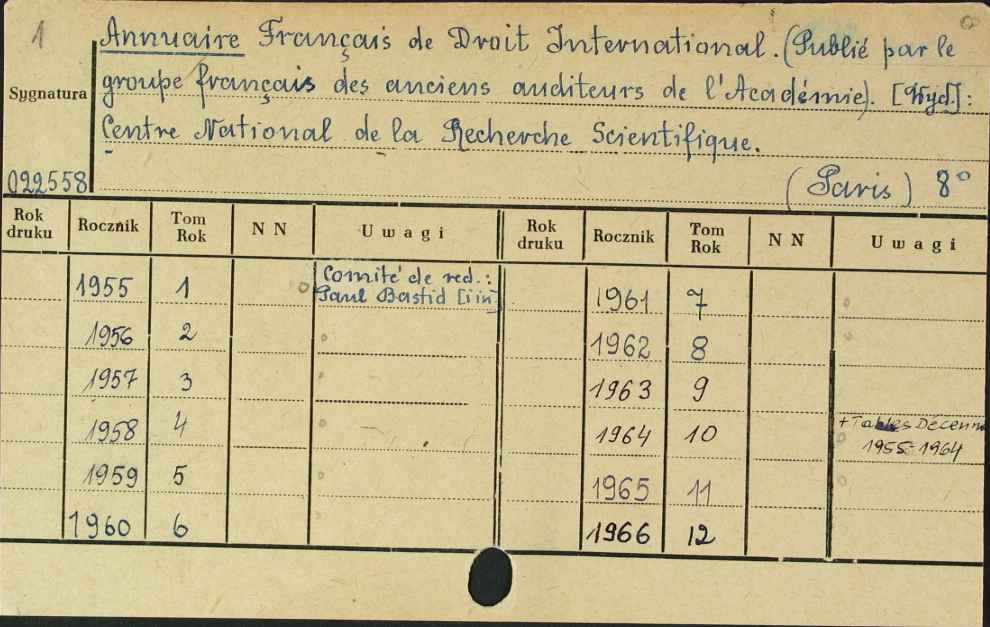 1
Annuaire Français de Droit International. (Publié par le
groupe français des anciens auditeurs de l'Académie). [Wyd.]:
Centre National de la Recherche Scientifique.
(Paris) 8°
Sygnatura
022558
Rok druku Rocznik Tom Rok NN Uwagi Rok druku Rocznik Tom Rok NN Uwagi
1955 1 Comité de red.: 1961 7
Paul Bastid [i in]
1956 2 1962 8
1957 3 1963 9
1958 4 1964 10 + Tables Décenn
1955-1964
1959 5 1965 11
1960 6 1966 12